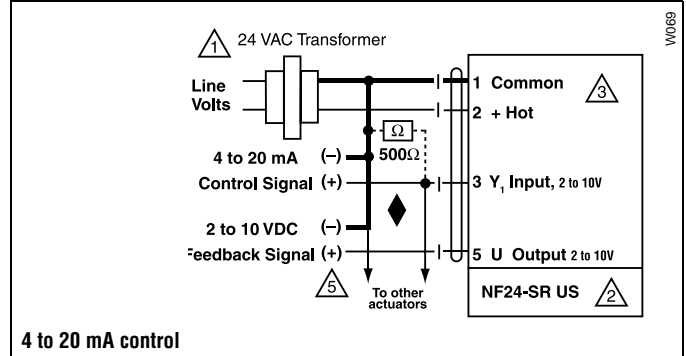 W069
1 24 VAC Transformer
Line
Volts
1 Common
3
2 + Hot
Ω
500Ω
4 to 20 mA (–)
Control Signal (+)
3 Y1 Input, 2 to 10V
2 to 10 VDC (–)
Feedback Signal (+)
5 U Output 2 to 10V
5
To other
actuators
NF24-SR US 2
4 to 20 mA control